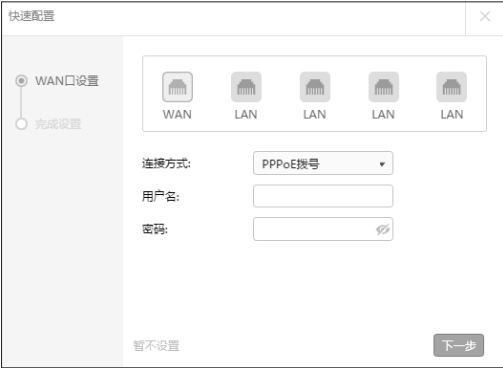 快速配置
WAN口设置
完成设置
WAN LAN LAN LAN LAN
连接方式: PPPoE拨号
用户名:
密码:
暂不设置 下一步